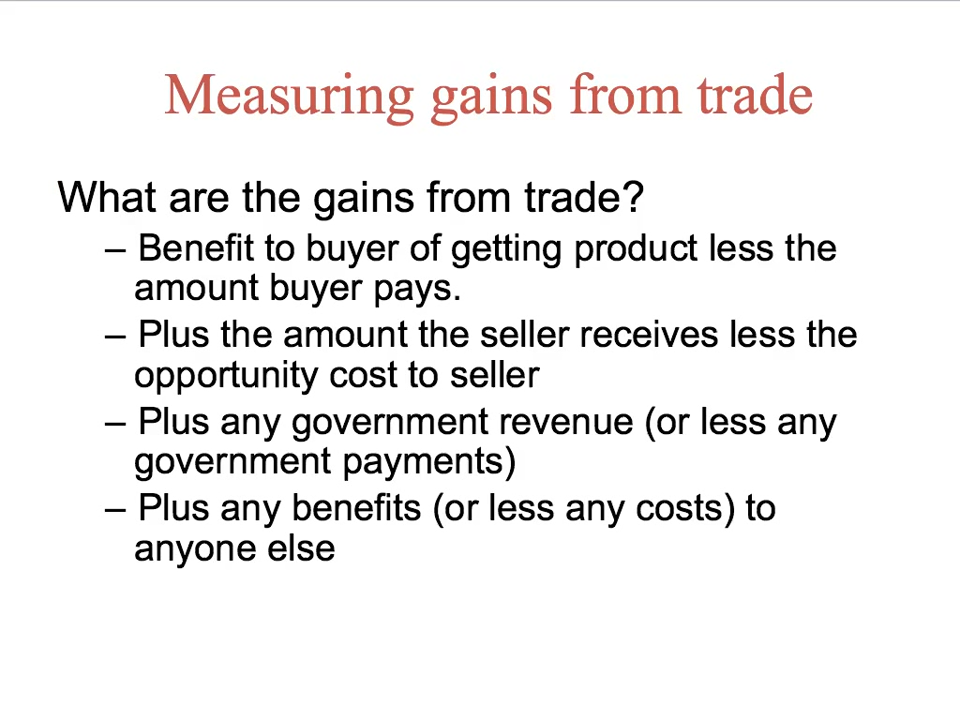 Measuring gains from trade
What are the gains from trade?
– Benefit to buyer of getting product less the
amount buyer pays.
– Plus the amount the seller receives less the
opportunity cost to seller
– Plus any government revenue (or less any
government payments)
– Plus any benefits (or less any costs) to
anyone else